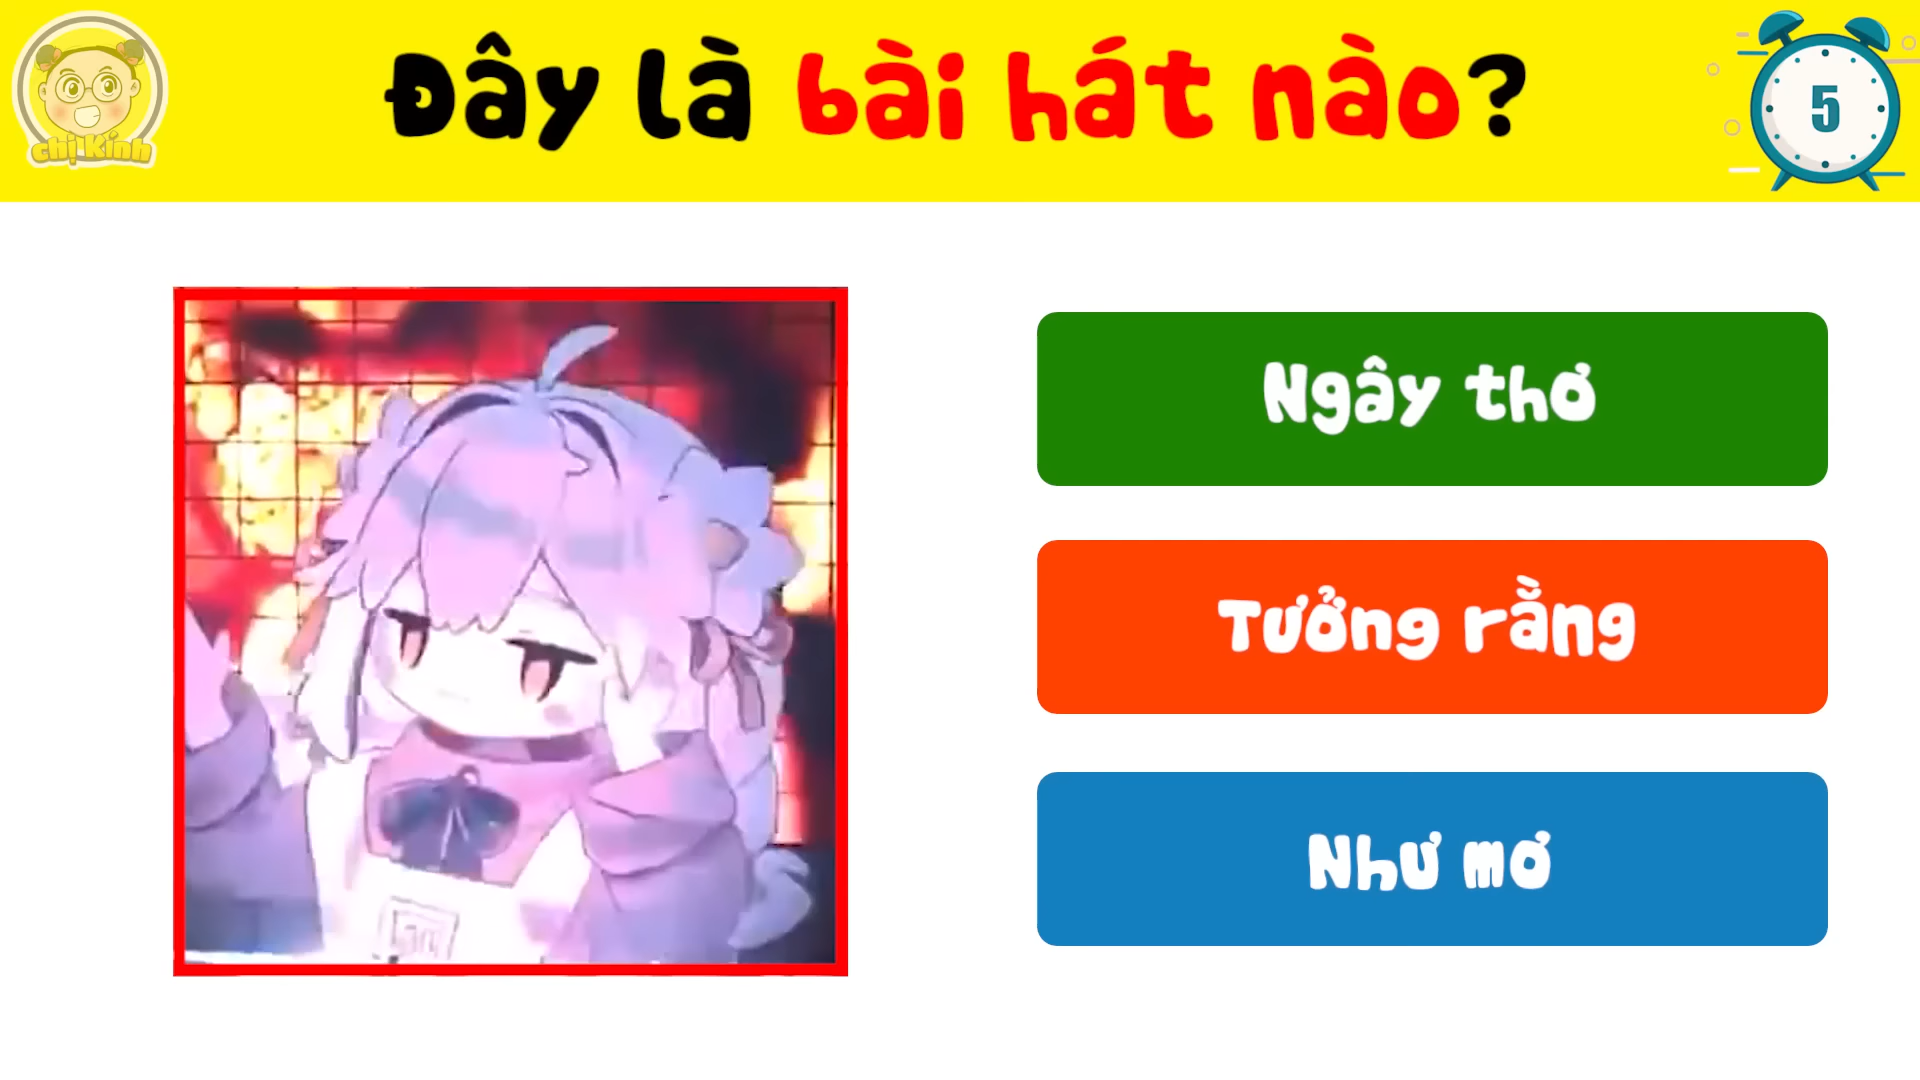 chị Kính
Đây là bài hát nào?
5
Ngây thơ
Tưởng rằng
Như mơ